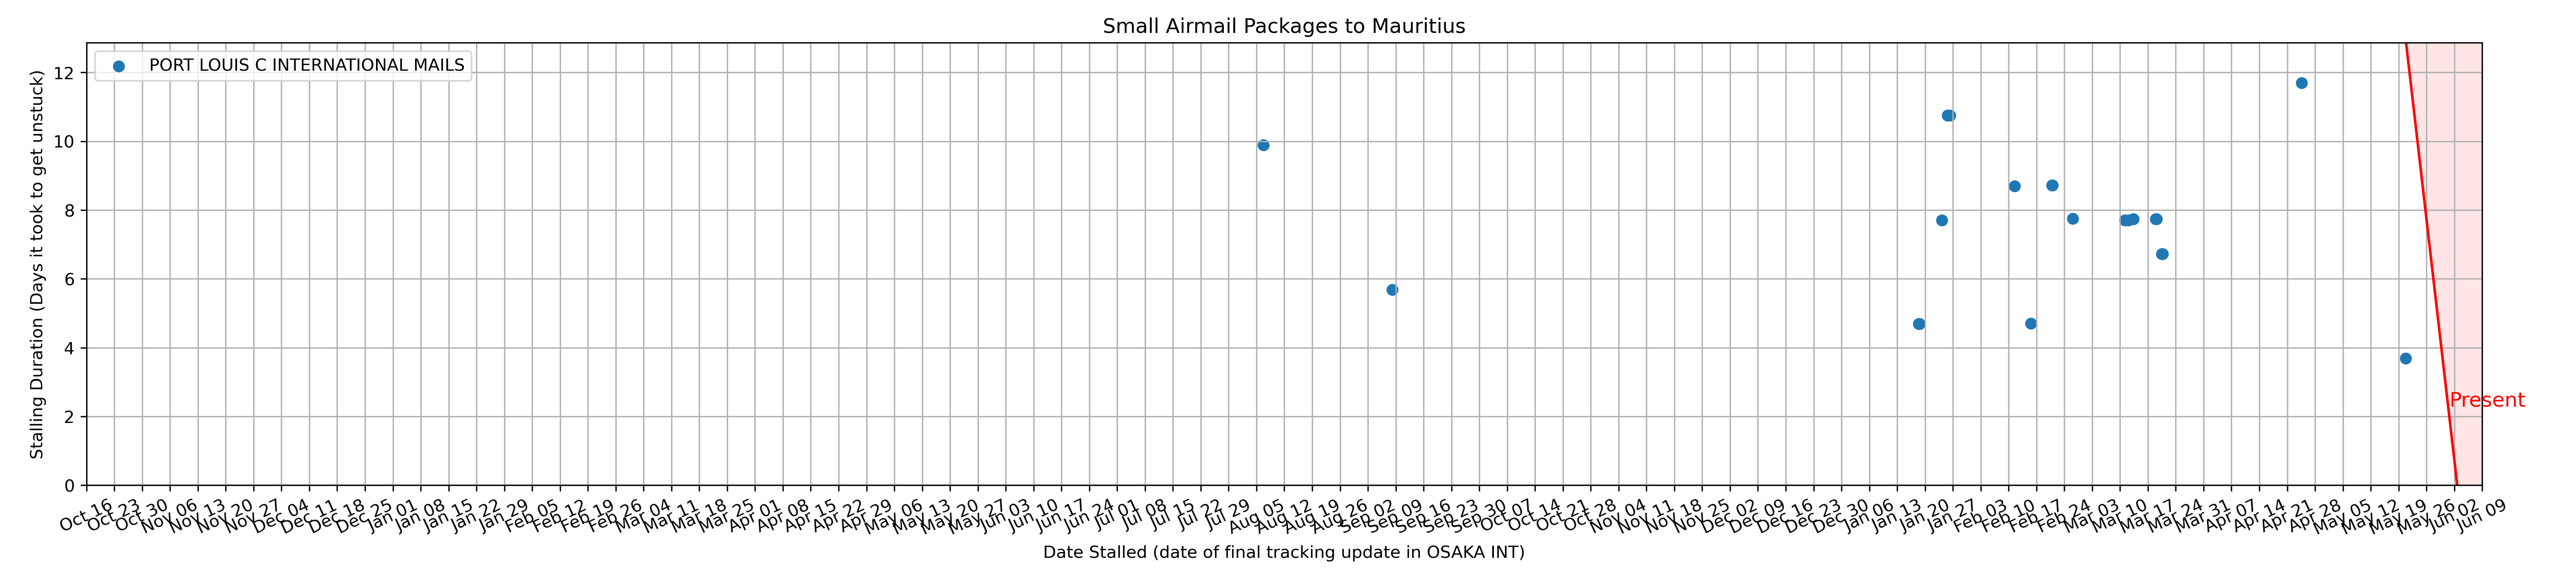 Small Airmail Packages to Mauritius
PORT LOUIS C INTERNATIONAL MAILS
Stalling Duration (Days it took to get unstuck)
12
10
8
6
4
2
0
Present
Oct 16 Oct 23 Oct 30 Nov 06 Nov 13 Nov 20 Nov 27 Dec 04 Dec 11 Dec 18 Dec 25 Jan 01 Jan 08 Jan 15 Jan 22 Jan 29 Feb 05 Feb 12 Feb 19 Feb 26 Mar 04 Mar 11 Mar 18 Mar 25 Apr 01 Apr 08 Apr 15 Apr 22 Apr 29 May 06 May 13 May 20 May 27 Jun 03 Jun 10 Jun 17 Jun 24 Jul 01 Jul 08 Jul 15 Jul 22 Jul 29 Aug 05 Aug 12 Aug 19 Aug 26 Sep 02 Sep 09 Sep 16 Sep 23 Sep 30 Oct 07 Oct 14 Oct 21 Oct 28 Nov 04 Nov 11 Nov 18 Nov 25 Dec 02 Dec 09 Dec 16 Dec 23 Dec 30 Jan 06 Jan 13 Jan 20 Jan 27 Feb 03 Feb 10 Feb 17 Feb 24 Mar 03 Mar 10 Mar 17 Mar 24 Mar 31 Apr 07 Apr 14 Apr 21 Apr 28 May 05 May 12 May 19 May 26 Jun 02 Jun 09
Date Stalled (date of final tracking update in OSAKA INT)